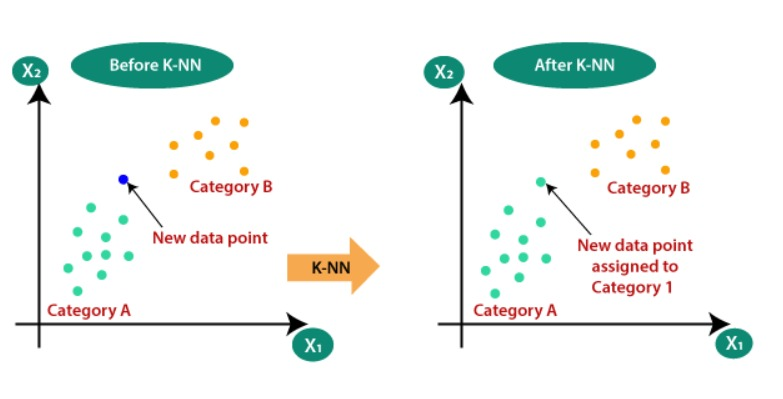 Before K-NN
X₂
Category B
New data point
Category A
X₁
K-NN
After K-NN
X₂
Category B
New data point
assigned to
Category 1
Category A
X₁